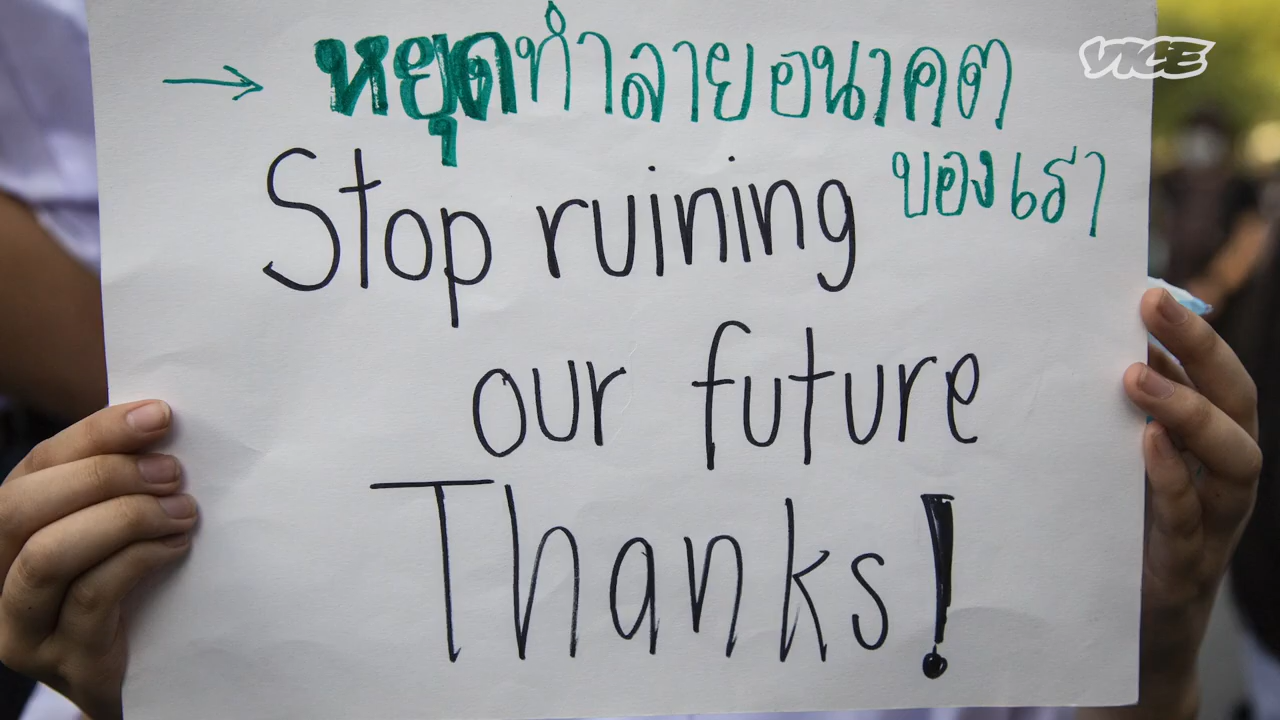 VICE
→ หยุดทำลายอนาคต
ของเรา
Stop ruining
our future
Thanks!